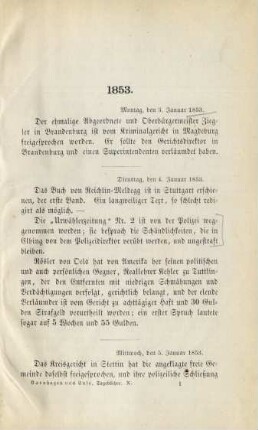 1853.
Montag, den 3. Januar 1853.
Der ehmalige Abgeordnete und Oberbürgermeister Zieg-
ler in Brandenburg ist vom Kriminalgericht in Magdeburg
freigesprochen worden. Er sollte den Gerichtsdirektor in
Brandenburg und einen Superintendenten verläumdet haben.
Dienstag, den 4. Januar 1853.
Das Buch von Reichlin-Meldegg ist in Stuttgart erschie-
nen, der erste Band. Ein langweiliger Text, so schlecht redi-
girt als möglich. —
Die „Urwählerzeitung“ Nr. 2 ist von der Polizei weg-
genommen worden; sie besprach die Schändlichkeiten, die in
Elbing von dem Polizeidirektor verübt worden, und ungestraft
bleiben.
Rösler von Oels hat von Amerika her seinen politischen
und auch persönlichen Gegner, Reallehrer Keßler zu Tuttlin-
gen, der den Entfernten mit niedrigen Schmähungen und
Verdächtigungen verfolgt, gerichtlich belangt, und der elende
Verläumder ist vom Gericht zu achttägiger Haft und 30 Gul-
den Strafgeld verurtheilt worden; ein erster Spruch lautete
sogar auf 5 Wochen und 55 Gulden.
Mittwoch, den 5. Januar 1853.
Das Kreisgericht in Stettin hat die angeklagte freie Ge-
meinde daselbst freigesprochen, und ihre polizeiliche Schließung
Varnhagen von Ense, Tagebücher. X. 1